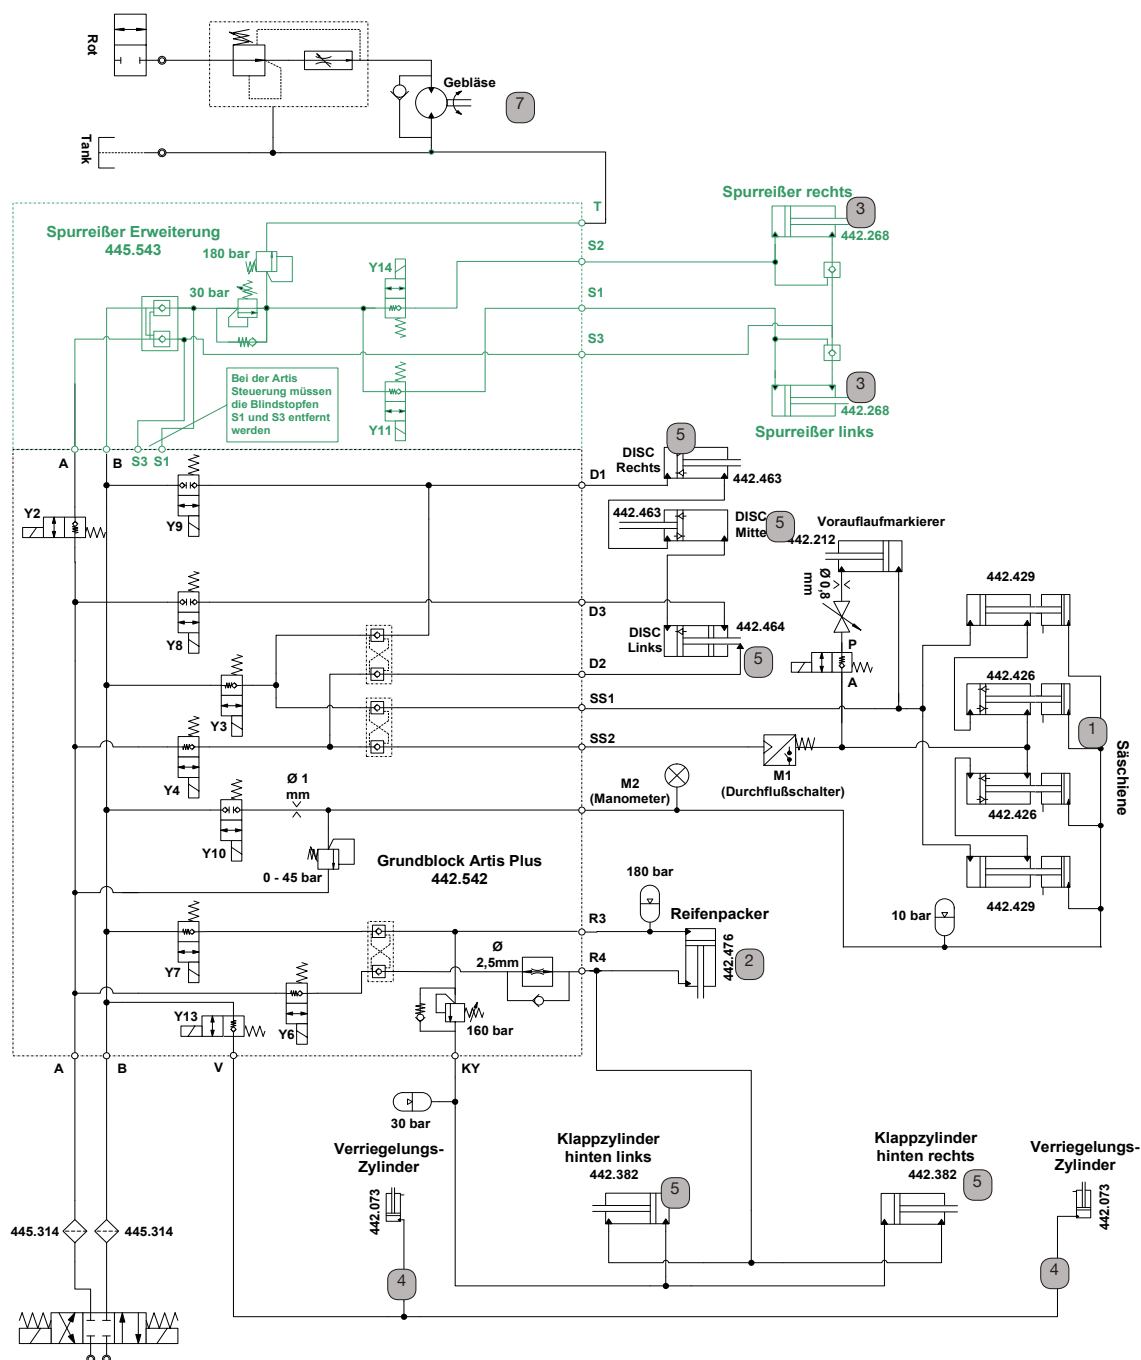 Rot
Gebläse
7
Tank
T
Spurreißer rechts
3
442.268
Spurreißer Erweiterung
445.543
180 bar
S2
Y14
30 bar
S1
S3
Bei der Artis
Steuerung müssen
die Blindstopfen
S1 und S3 entfernt
werden
Y11
3
442.268
Spurreißer links
A
B
S3
S1
5
DISC
Rechts
442.463
D1
Y2
Y9
442.463
DISC
Mitte
5
Vorauflaufmarkierer
442.212
Ø 0,8
mm
442.429
D3
Y8
DISC
Links
442.464
5
P
A
D2
442.426
SS1
Y3
1
Säschiene
SS2
Y4
M1
(Durchflußschalter)
Ø 1
mm
M2
(Manometer)
442.426
Y10
0 - 45 bar
Grundblock Artis Plus
442.542
180 bar
442.429
10 bar
Reifenpacker
442.476
2
R3
Ø
2,5mm
R4
Y7
Y13
Y6
160 bar
A
B
V
KY
30 bar
Verriegelungs-
Zylinder
442.073
Klappzylinder
hinten links
442.382
5
Klappzylinder
hinten rechts
442.382
5
Verriegelungs-
Zylinder
442.073
445.314
445.314
4
4